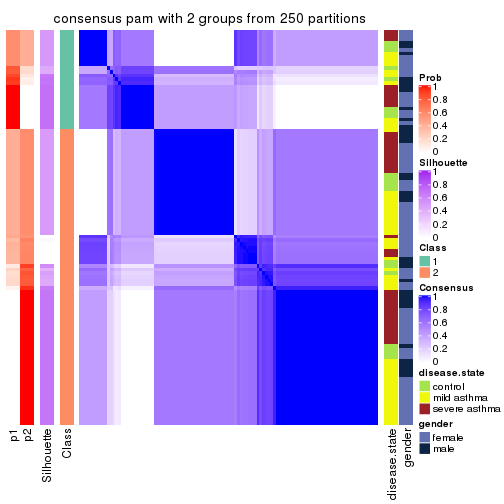 consensus pam with 2 groups from 250 partitions
Prob
1
0.8
0.6
0.4
0.2
0
Silhouette
1
0.8
0.6
0.4
0.2
0
Class
1
2
Consensus
1
0.8
0.6
0.4
0.2
0
disease.state
control
mild asthma
severe asthma
gender
female
male
p1
p2
Silhouette
Class
disease.state
gender